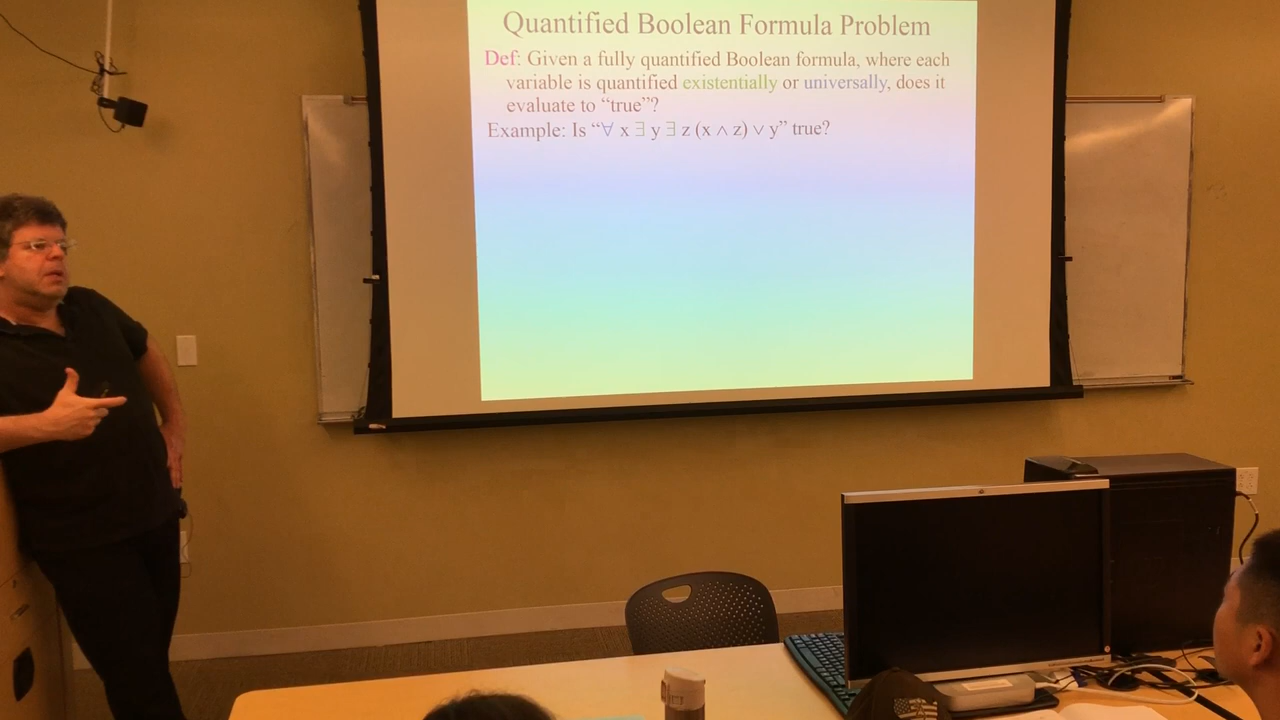 Quantified Boolean Formula Problem
Def: Given a fully quantified Boolean formula, where each
variable is quantified existentially or universally, does it
evaluate to “true”?
Example: Is “∀ x ∃ y ∃ z (x ∧ z) ∨ y” true?